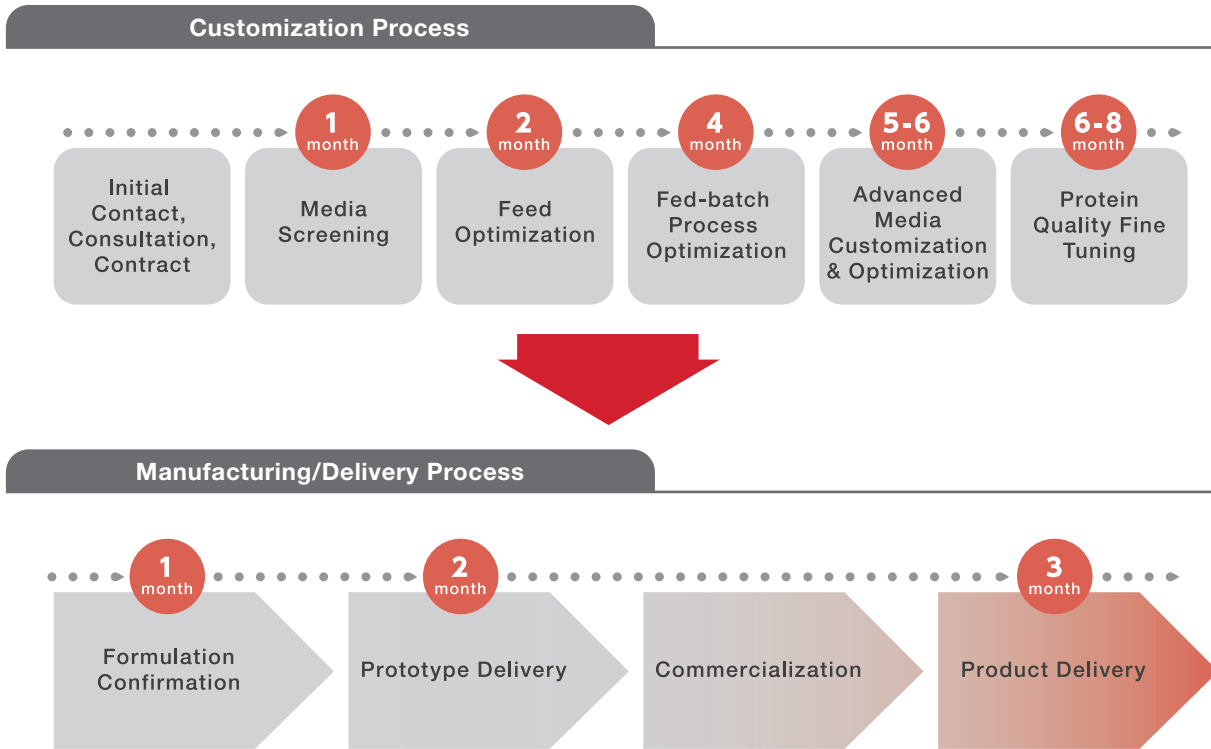 Customization Process
1
month
2
month
4
month
5-6
month
6-8
month
Initial
Contact,
Consultation,
Contract
Media
Screening
Feed
Optimization
Fed-batch
Process
Optimization
Advanced
Media
Customization
& Optimization
Protein
Quality Fine
Tuning
Manufacturing/Delivery Process
1
month
2
month
3
month
Formulation
Confirmation
Prototype Delivery
Commercialization
Product Delivery